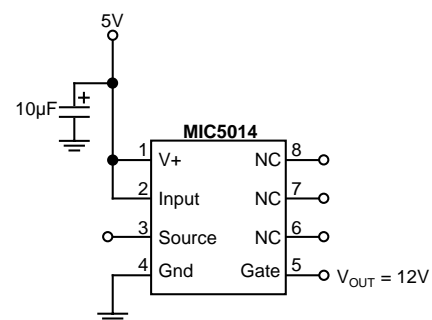 5V
10µF
+
MIC5014
1 V+ NC 8
2 Input NC 7
3 Source NC 6
4 Gnd Gate 5 VOUT = 12V